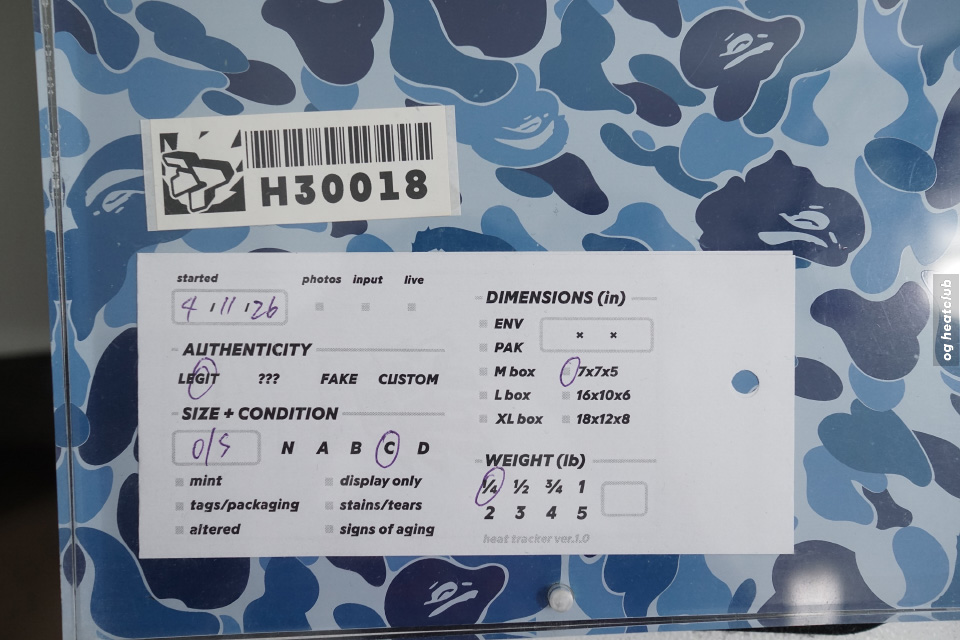 H30018
started photos input live
4 11 26
AUTHENTICITY
LEGIT ??? FAKE CUSTOM
SIZE + CONDITION
O/S N A B C D
mint display only
tags/packaging stains/tears
altered signs of aging
DIMENSIONS (in)
ENV × ×
PAK
M box 7x7x5
L box 16x10x6
XL box 18x12x8
WEIGHT (lb)
¼ ½ ¾ 1
2 3 4 5
heat tracker ver.1.0
og heatclub